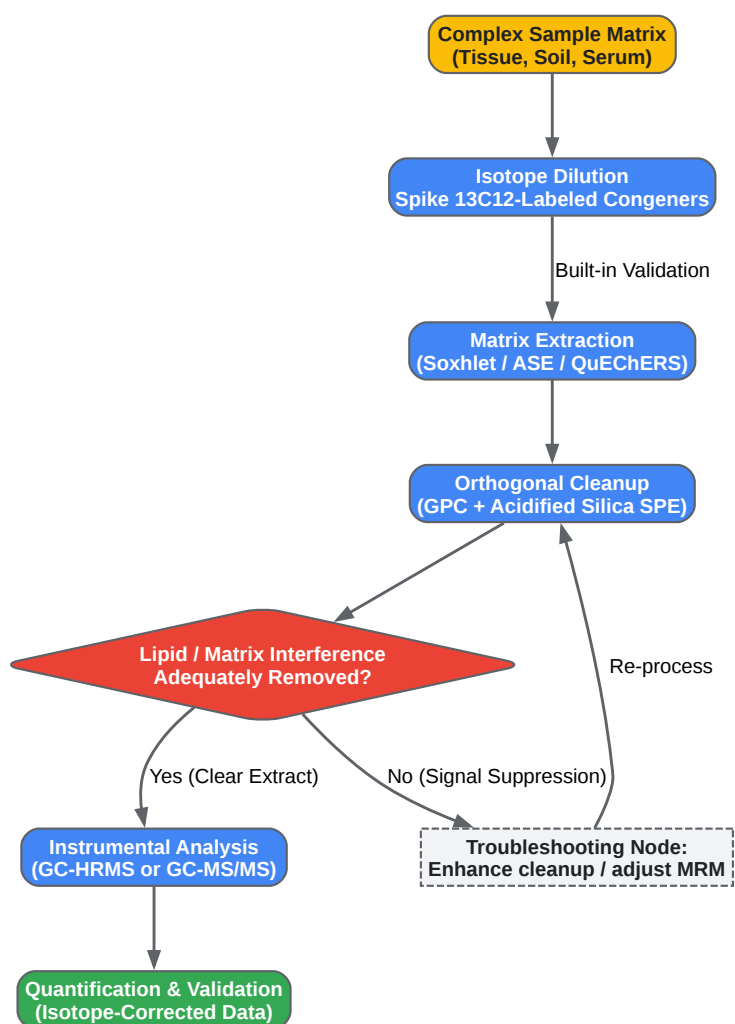 Complex Sample Matrix
(Tissue, Soil, Serum)
Isotope Dilution
Spike 13C12-Labeled Congeners
Built-in Validation
Matrix Extraction
(Soxhlet / ASE / QuEChERS)
Orthogonal Cleanup
(GPC + Acidified Silica SPE)
Lipid / Matrix Interference
Adequately Removed?
Re-process
Yes (Clear Extract)
No (Signal Suppression)
Instrumental Analysis
(GC-HRMS or GC-MS/MS)
Troubleshooting Node:
Enhance cleanup / adjust MRM
Quantification & Validation
(Isotope-Corrected Data)